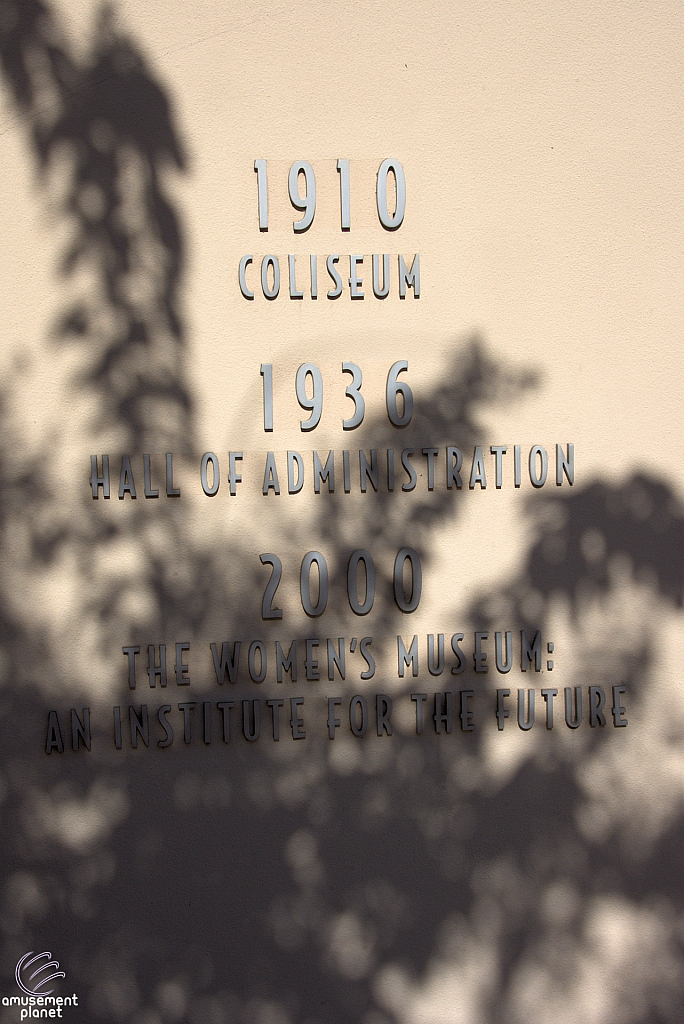 1910
COLISEUM
1936
HALL OF ADMINISTRATION
2000
THE WOMEN'S MUSEUM:
AN INSTITUTE FOR THE FUTURE
amusement
planet